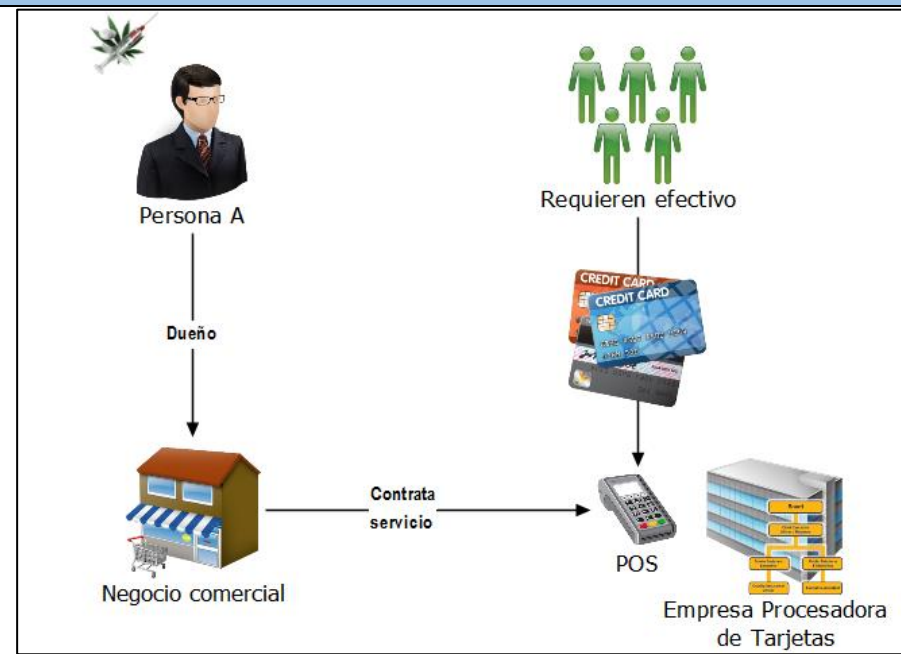 Persona A
Requieren efectivo
CREDIT CARD
CREDIT CARD
Dueño
Contrata
servicio
Negocio comercial
POS
Empresa Procesadora
de Tarjetas